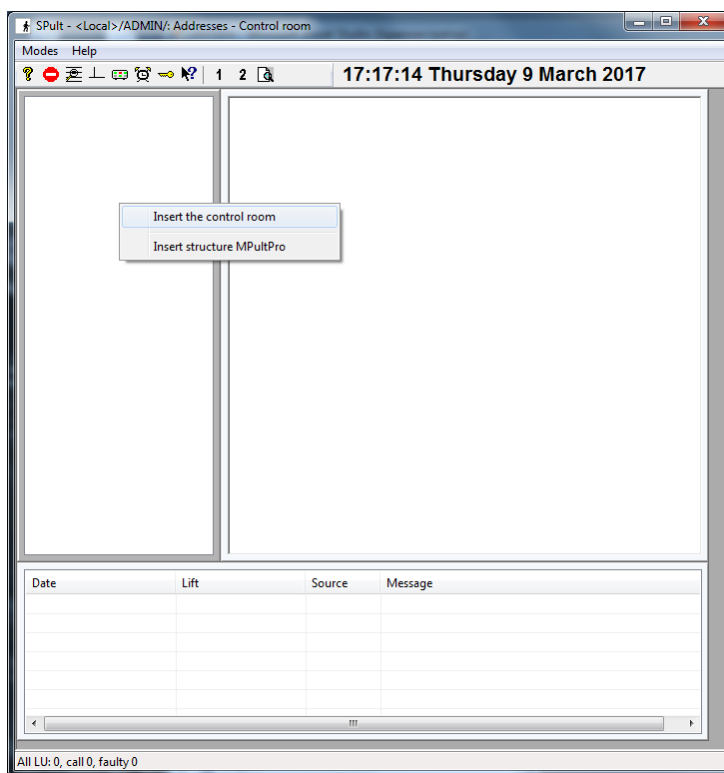 SPult - <Local>/ADMIN/: Addresses - Control room
Modes Help
1 2 17:17:14 Thursday 9 March 2017
Insert the control room
Insert structure MPultPro
Date Lift Source Message
All LU: 0, call 0, faulty 0